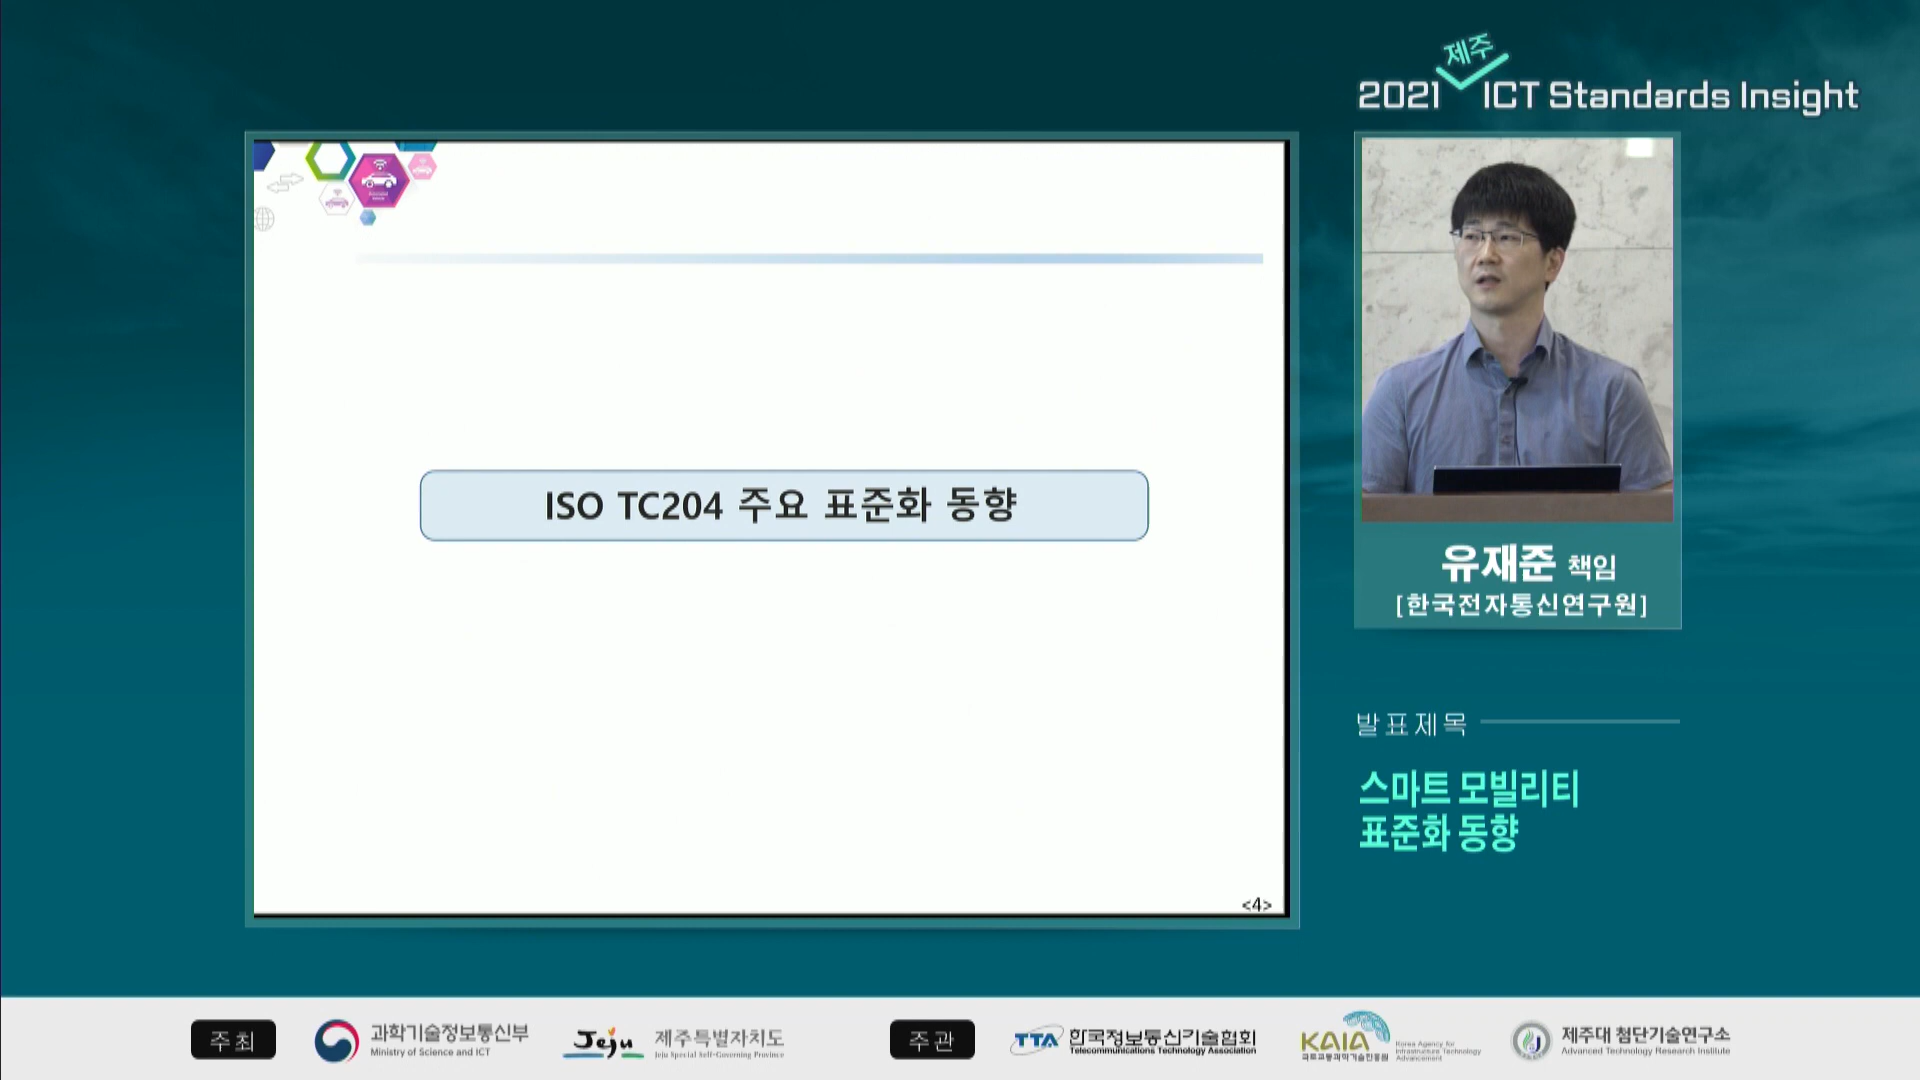 제주
2021 ICT Standards Insight
ISO TC204 주요 표준화 동향
<4>
유재준 책임
[한국전자통신연구원]
발표제목
스마트 모빌리티
표준화 동향
주최
과학기술정보통신부
Ministry of Science and ICT
Jeju 제주특별자치도
Jeju Special Self-Governing Province
주관
TTA 한국정보통신기술협회
Telecommunications Technology Association
KAIA
국토교통과학기술진흥원
Korea Agency for
Infrastructure Technology
Advancement
제주대 첨단기술연구소
Advanced Technology Research Institute